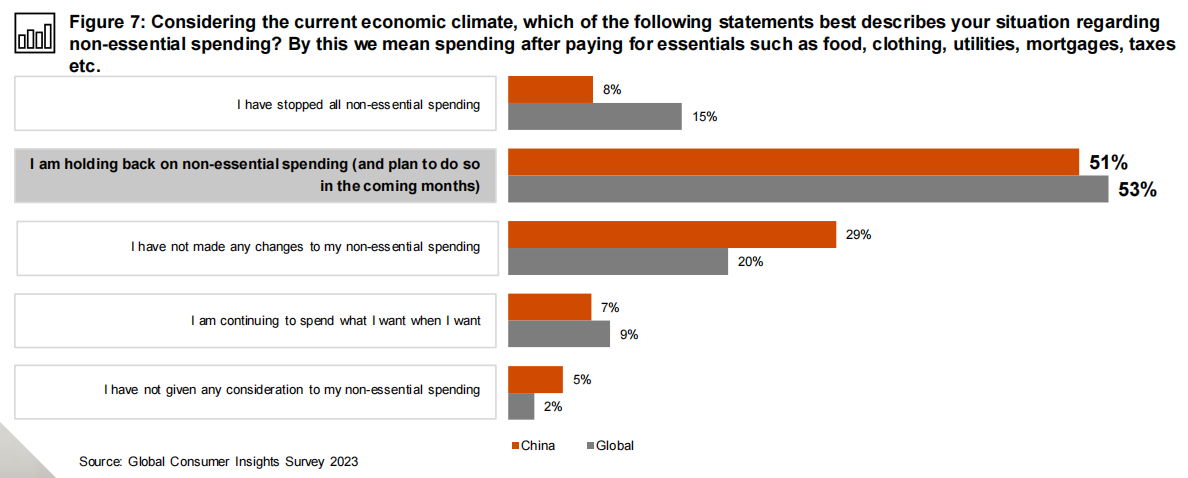 Figure 7: Considering the current economic climate, which of the following statements best describes your situation regarding
non-essential spending? By this we mean spending after paying for essentials such as food, clothing, utilities, mortgages, taxes
etc.
I have stopped all non-essential spending
8%
15%
I am holding back on non-essential spending (and plan to do so
in the coming months)
51%
53%
I have not made any changes to my non-essential spending
29%
20%
I am continuing to spend what I want when I want
7%
9%
I have not given any consideration to my non-essential spending
5%
2%
China Global
Source: Global Consumer Insights Survey 2023